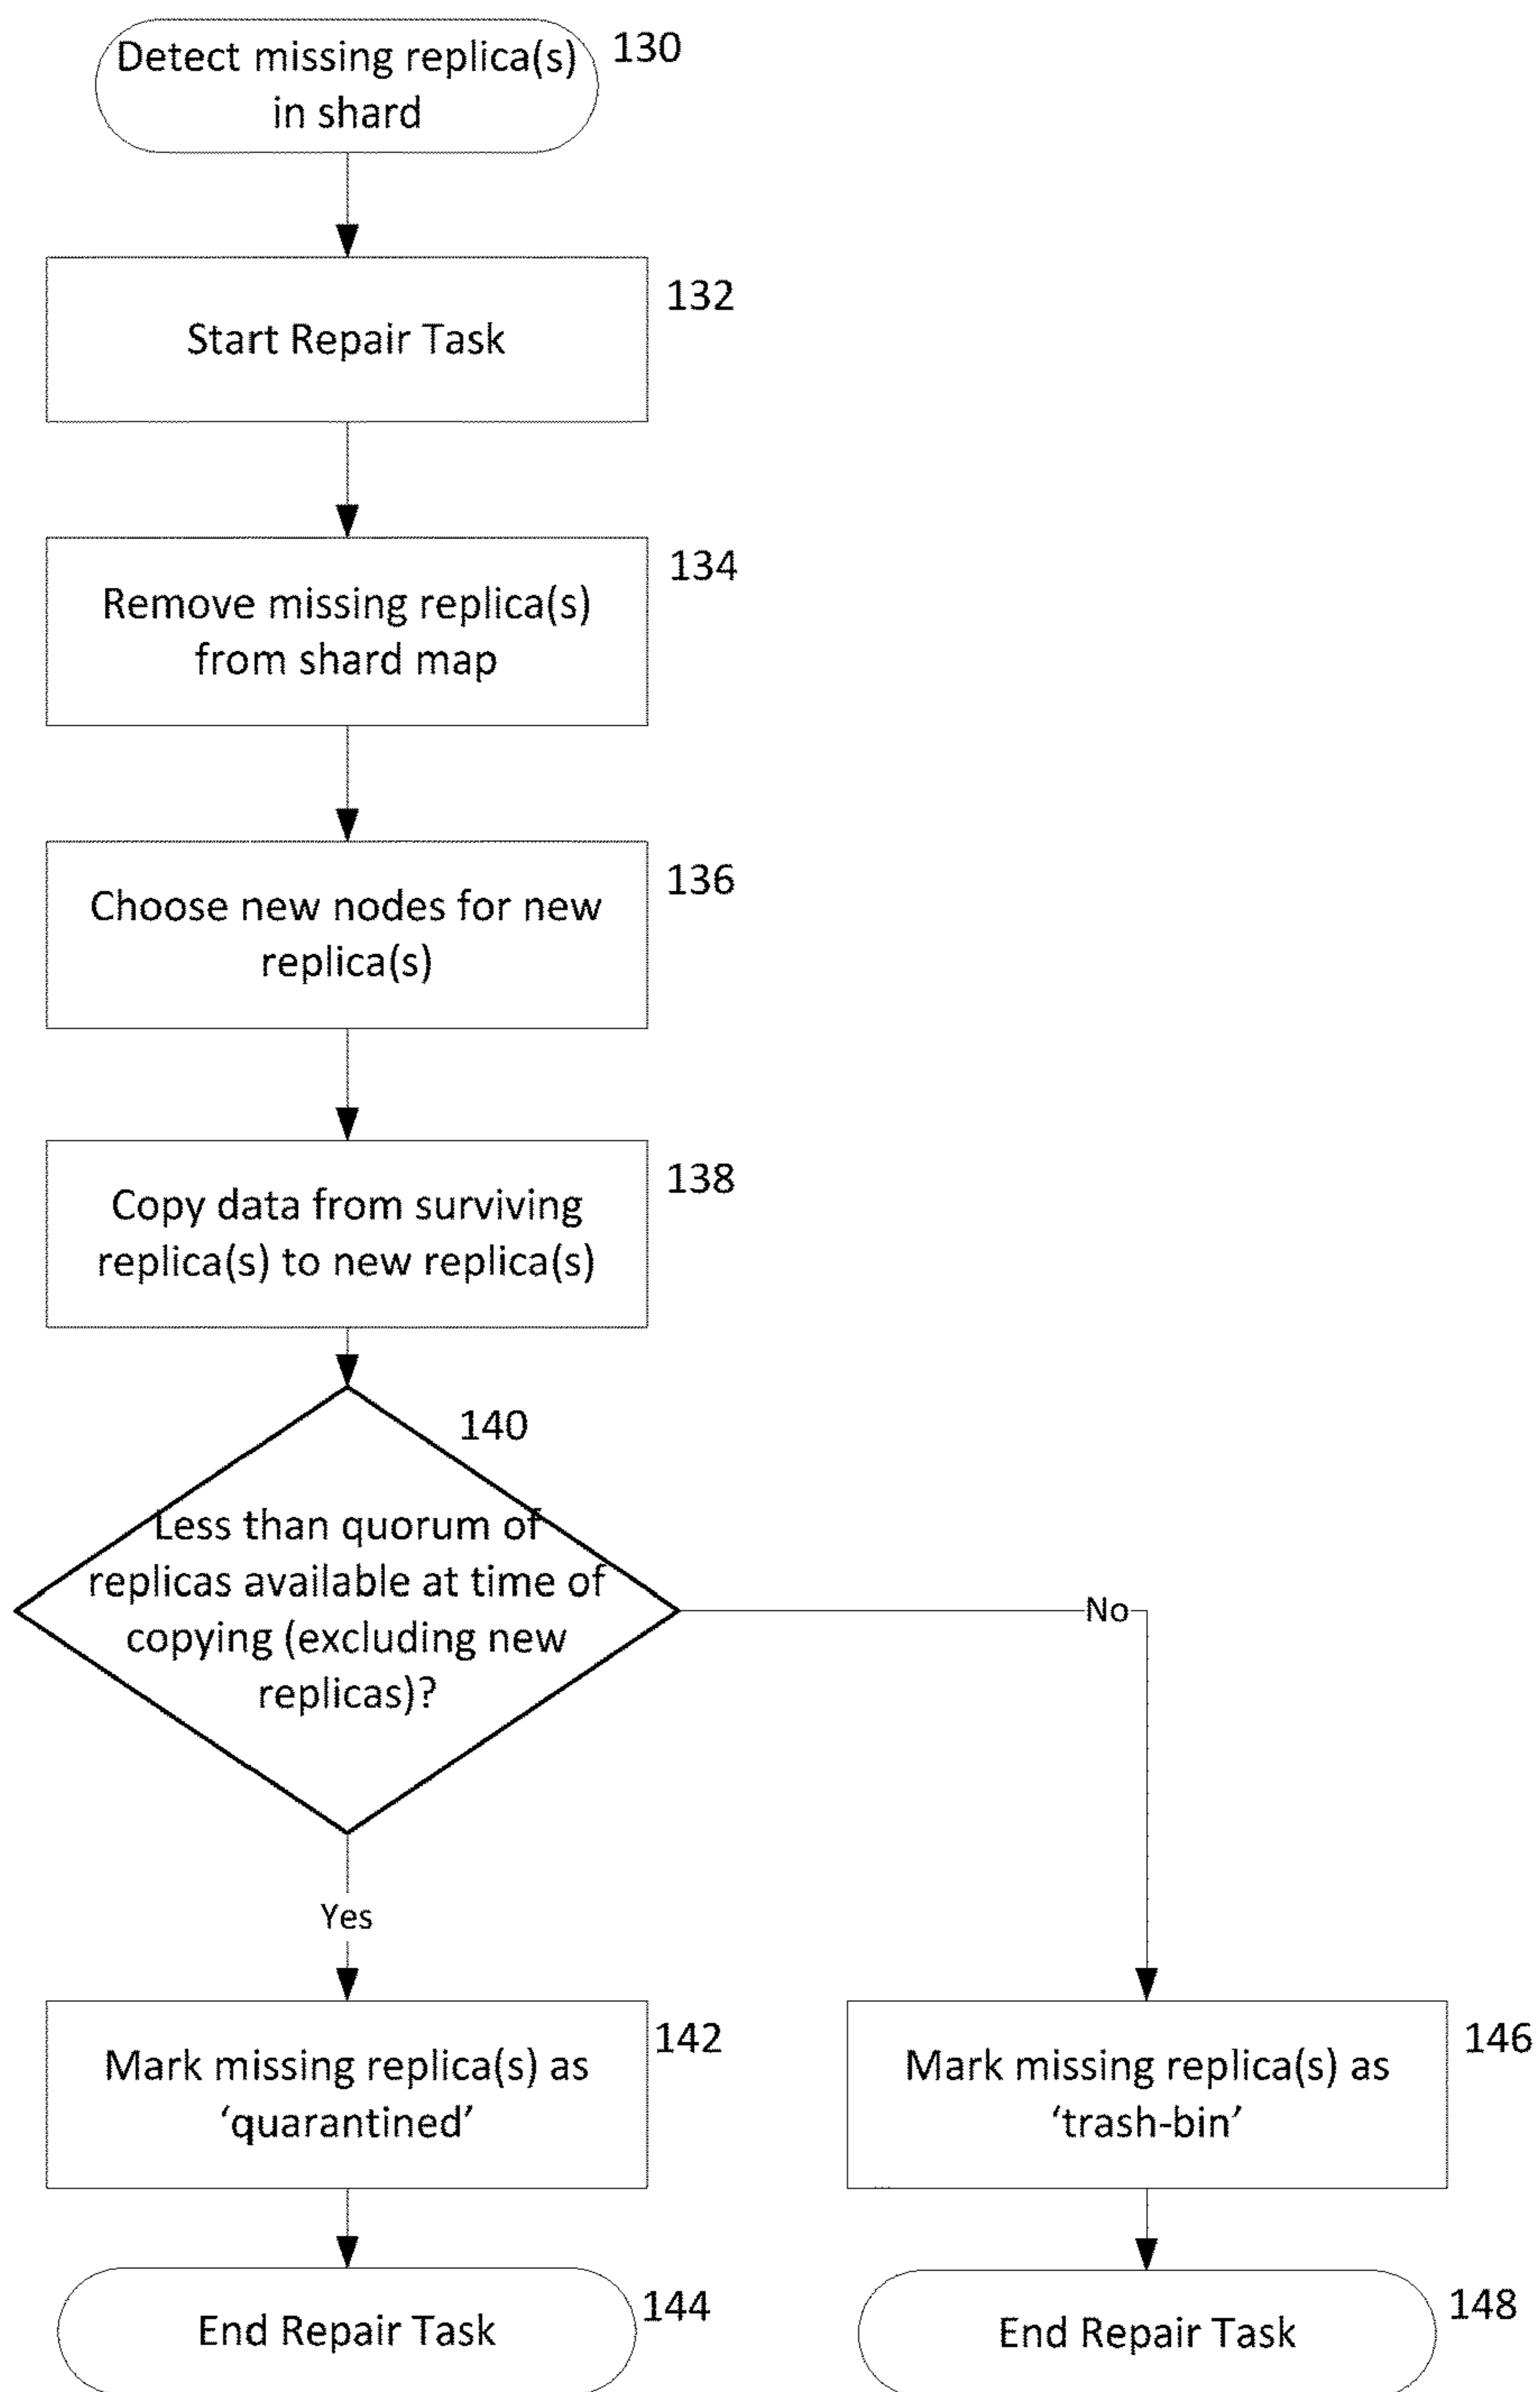 Detect missing replica(s)
in shard
130
Start Repair Task
132
Remove missing replica(s)
from shard map
134
Choose new nodes for new
replica(s)
136
Copy data from surviving
replica(s) to new replica(s)
138
140
Less than quorum of
replicas available at time of
copying (excluding new
replicas)?
No
Yes
Mark missing replica(s) as
‘quarantined’
142
Mark missing replica(s) as
‘trash-bin’
146
End Repair Task
144
End Repair Task
148